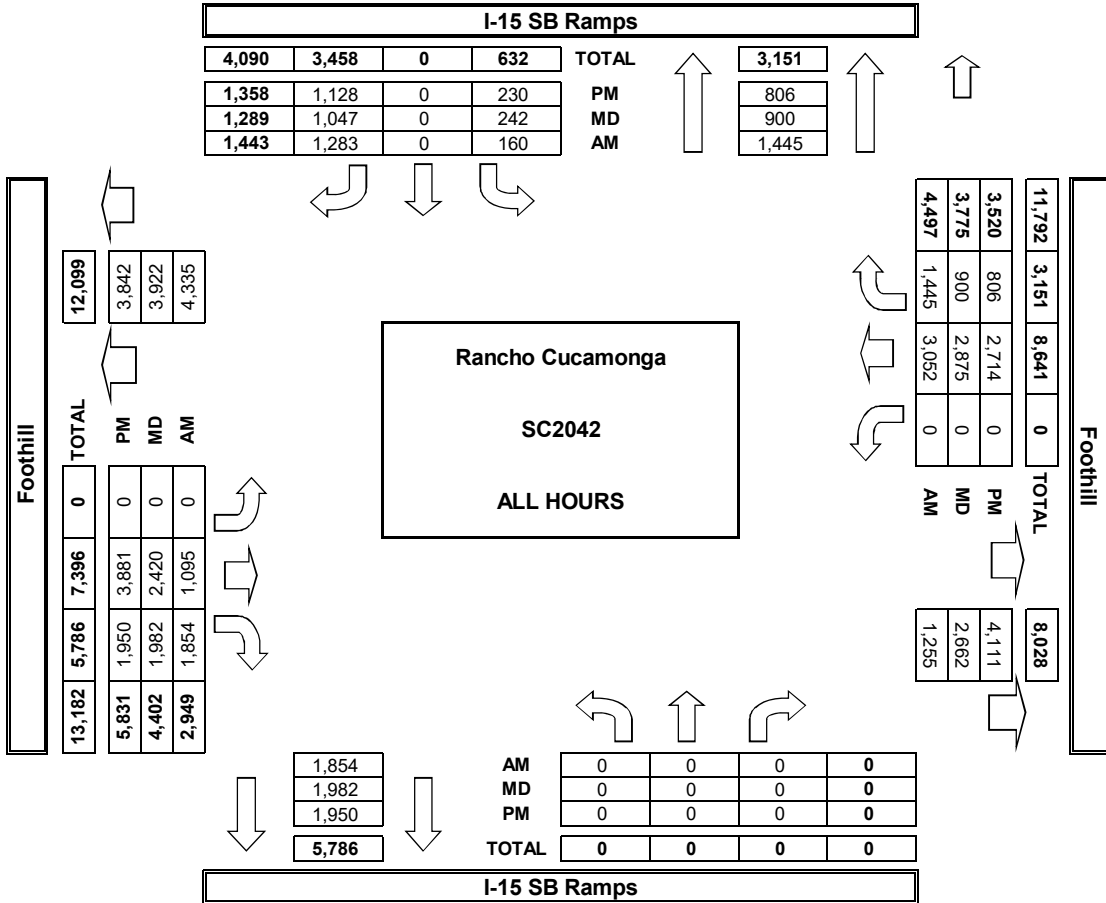 I-15 SB Ramps
4,090 3,458 0 632 TOTAL 3,151
1,358 1,128 0 230 PM 806
1,289 1,047 0 242 MD 900
1,443 1,283 0 160 AM 1,445
Foothill
12,099
3,842
3,922
4,335
TOTAL PM MD AM
0 7,396 5,786 13,182
0 3,881 1,950 5,831
0 2,420 1,982 4,402
0 1,095 1,854 2,949
Rancho Cucamonga
SC2042
ALL HOURS
11,792 3,151 8,641 0 TOTAL
3,520 806 2,714 0 PM
3,775 900 2,875 0 MD
4,497 1,445 3,052 0 AM
8,028
4,111
2,662
1,255
Foothill
1,854 AM 0 0 0 0
1,982 MD 0 0 0 0
1,950 PM 0 0 0 0
5,786 TOTAL 0 0 0 0
I-15 SB Ramps